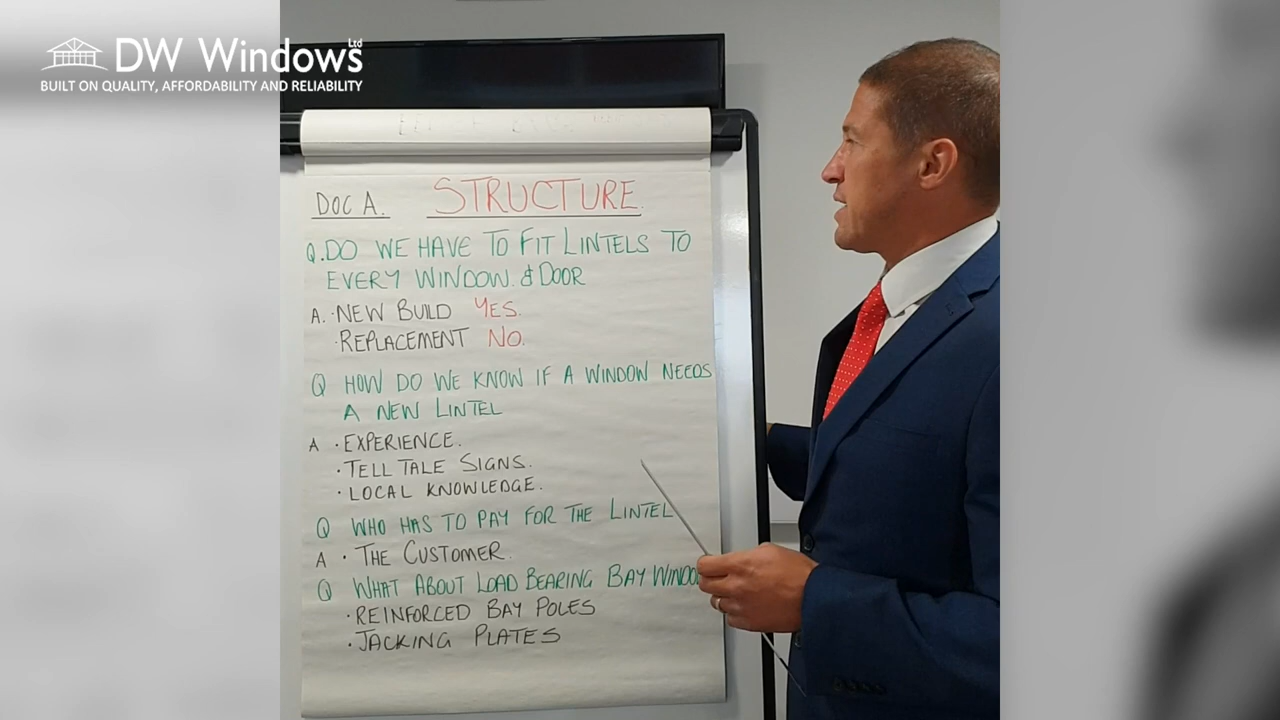 DW Windows Ltd
BUILT ON QUALITY, AFFORDABILITY AND RELIABILITY
DOC A. STRUCTURE.
Q. DO WE HAVE TO FIT LINTELS TO
EVERY WINDOW. & DOOR
A. · NEW BUILD YES.
· REPLACEMENT NO.
Q HOW DO WE KNOW IF A WINDOW NEEDS
A NEW LINTEL
A · EXPERIENCE.
· TELL TALE SIGNS.
· LOCAL KNOWLEDGE.
Q WHO HAS TO PAY FOR THE LINTEL
A · THE CUSTOMER.
Q WHAT ABOUT LOAD BEARING BAY WINDO
· REINFORCED BAY POLES
· JACKING PLATES